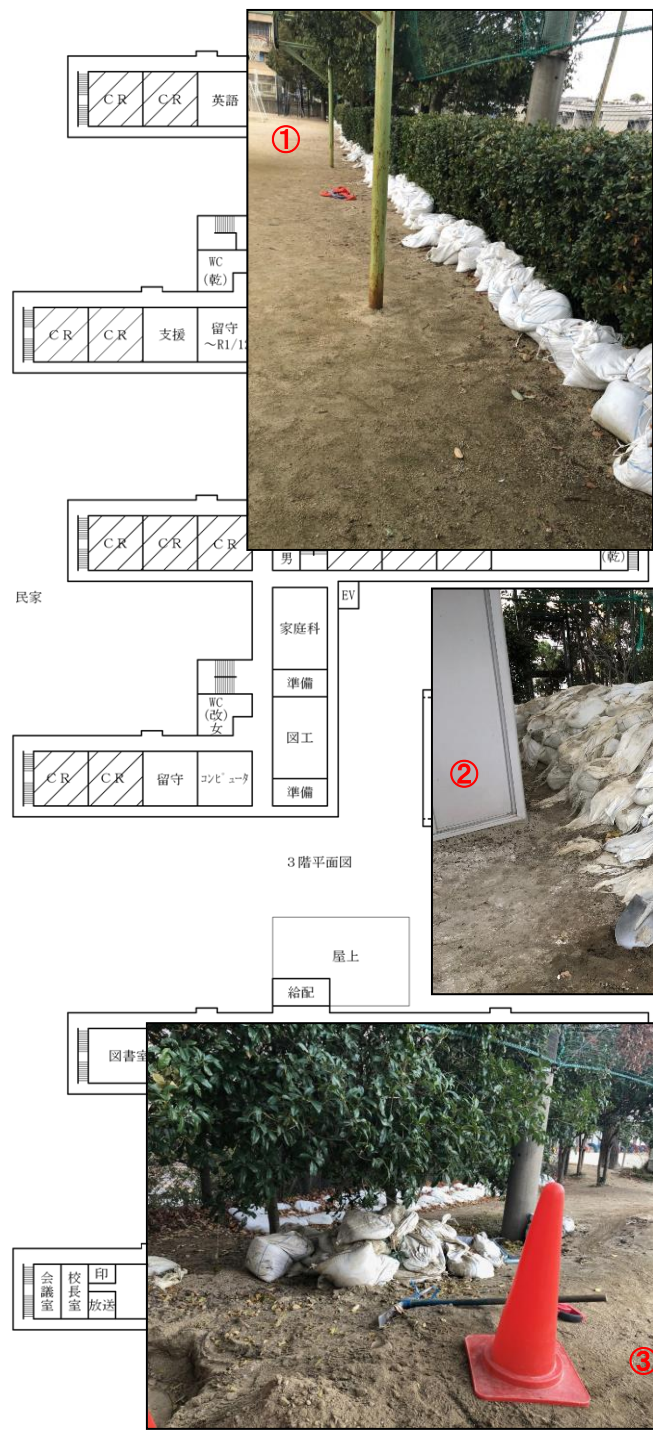 CR
CR
英語
①
WC
(乾)
CR
CR
支援
留守
～R1/12
CR
CR
CR
男
(乾)
民家
EV
家庭科
準備
WC
(改)
女
図工
②
CR
CR
留守
コンピュータ
準備
3階平面図
屋上
給配
図書室
会議室
校長室
印
放送
③